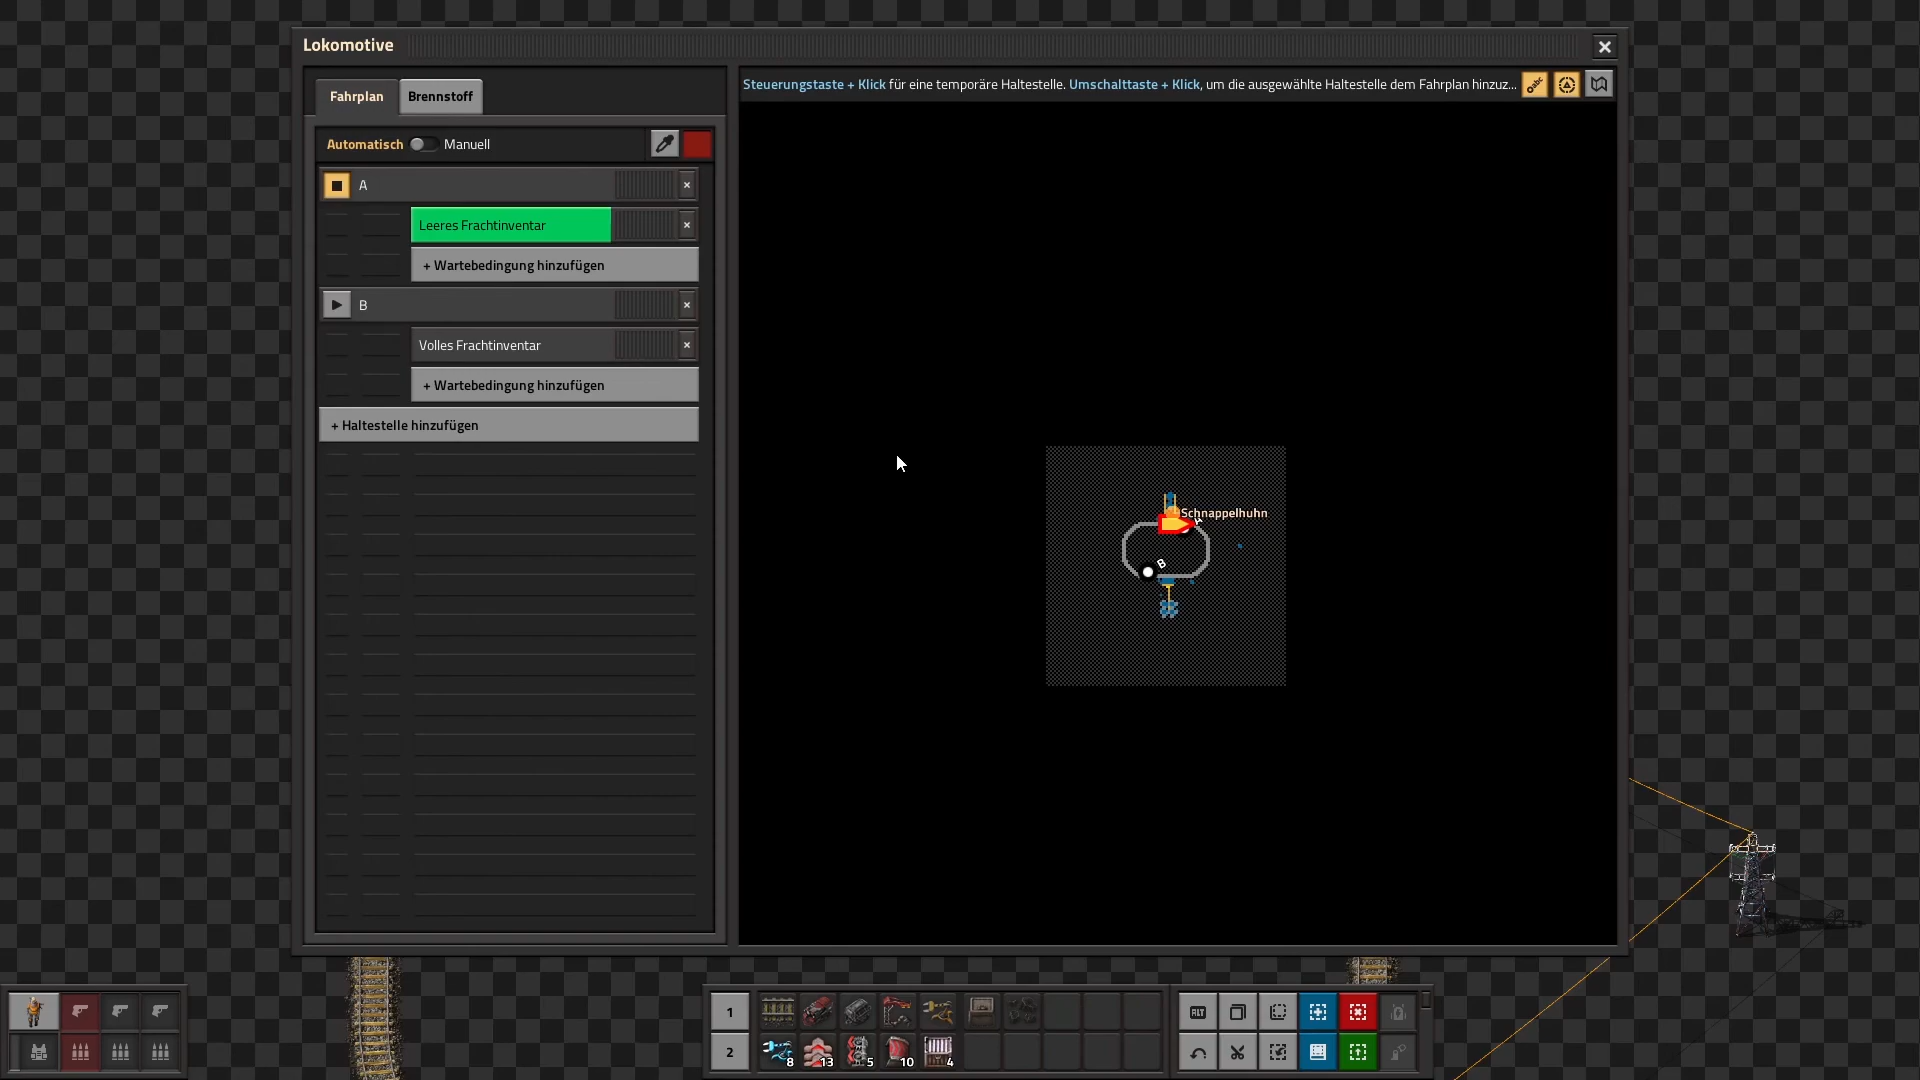 Lokomotive
Fahrplan
Brennstoff
Steuerungstaste + Klick für eine temporäre Haltestelle. Umschalttaste + Klick, um die ausgewählte Haltestelle dem Fahrplan hinzuz...
Automatisch
Manuell
A
Leeres Frachtinventar
+ Wartebedingung hinzufügen
B
Volles Frachtinventar
+ Wartebedingung hinzufügen
+ Haltestelle hinzufügen
Schnappelhuhn
A
B
1
ALT
2
8
13
5
10
4